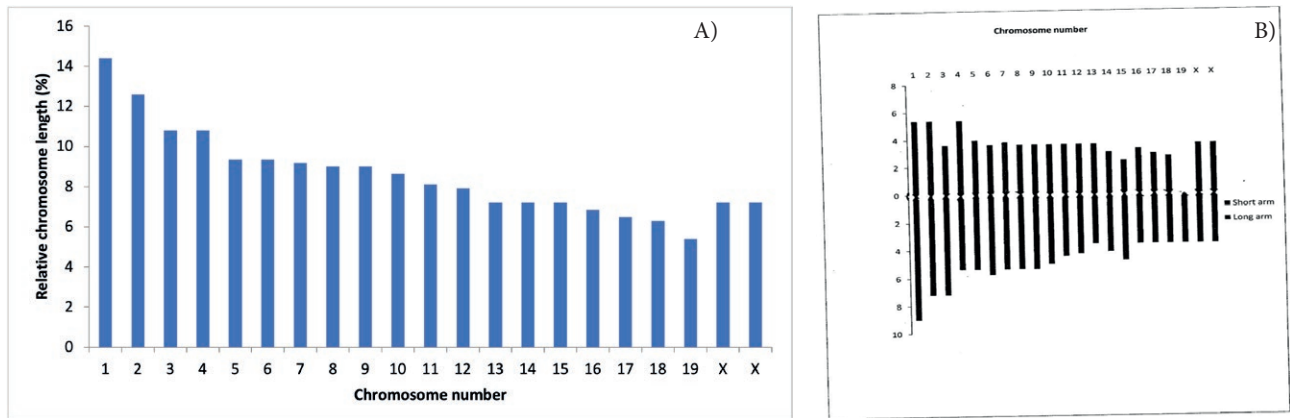 A)
Relative chromosome length (%)
16
14
12
10
8
6
4
2
0
1 2 3 4 5 6 7 8 9 10 11 12 13 14 15 16 17 18 19 X X
Chromosome number
B)
Chromosome number
1 2 3 4 5 6 7 8 9 10 11 12 13 14 15 16 17 18 19 X X
8
6
4
2
0
2
4
6
8
10
Short arm
Long arm